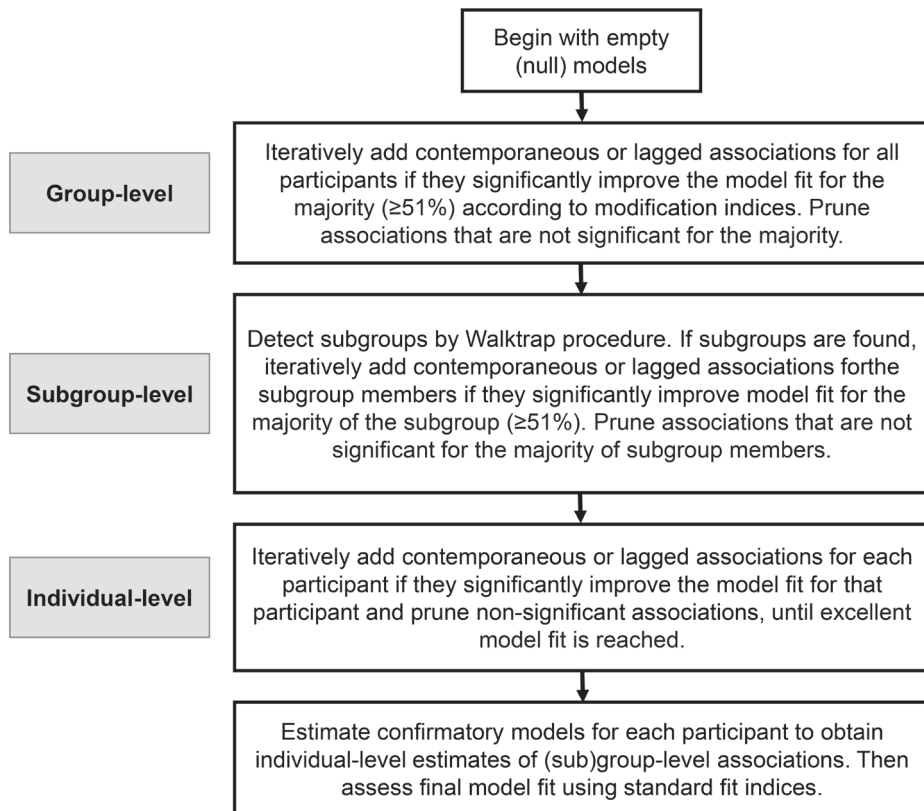 Begin with empty
(null) models
Group-level
Iteratively add contemporaneous or lagged associations for all
participants if they significantly improve the model fit for the
majority (≥51%) according to modification indices. Prune
associations that are not significant for the majority.
Subgroup-level
Detect subgroups by Walktrap procedure. If subgroups are found,
iteratively add contemporaneous or lagged associations forthe
subgroup members if they significantly improve model fit for the
majority of the subgroup (≥51%). Prune associations that are not
significant for the majority of subgroup members.
Individual-level
Iteratively add contemporaneous or lagged associations for each
participant if they significantly improve the model fit for that
participant and prune non-significant associations, until excellent
model fit is reached.
Estimate confirmatory models for each participant to obtain
individual-level estimates of (sub)group-level associations. Then
assess final model fit using standard fit indices.